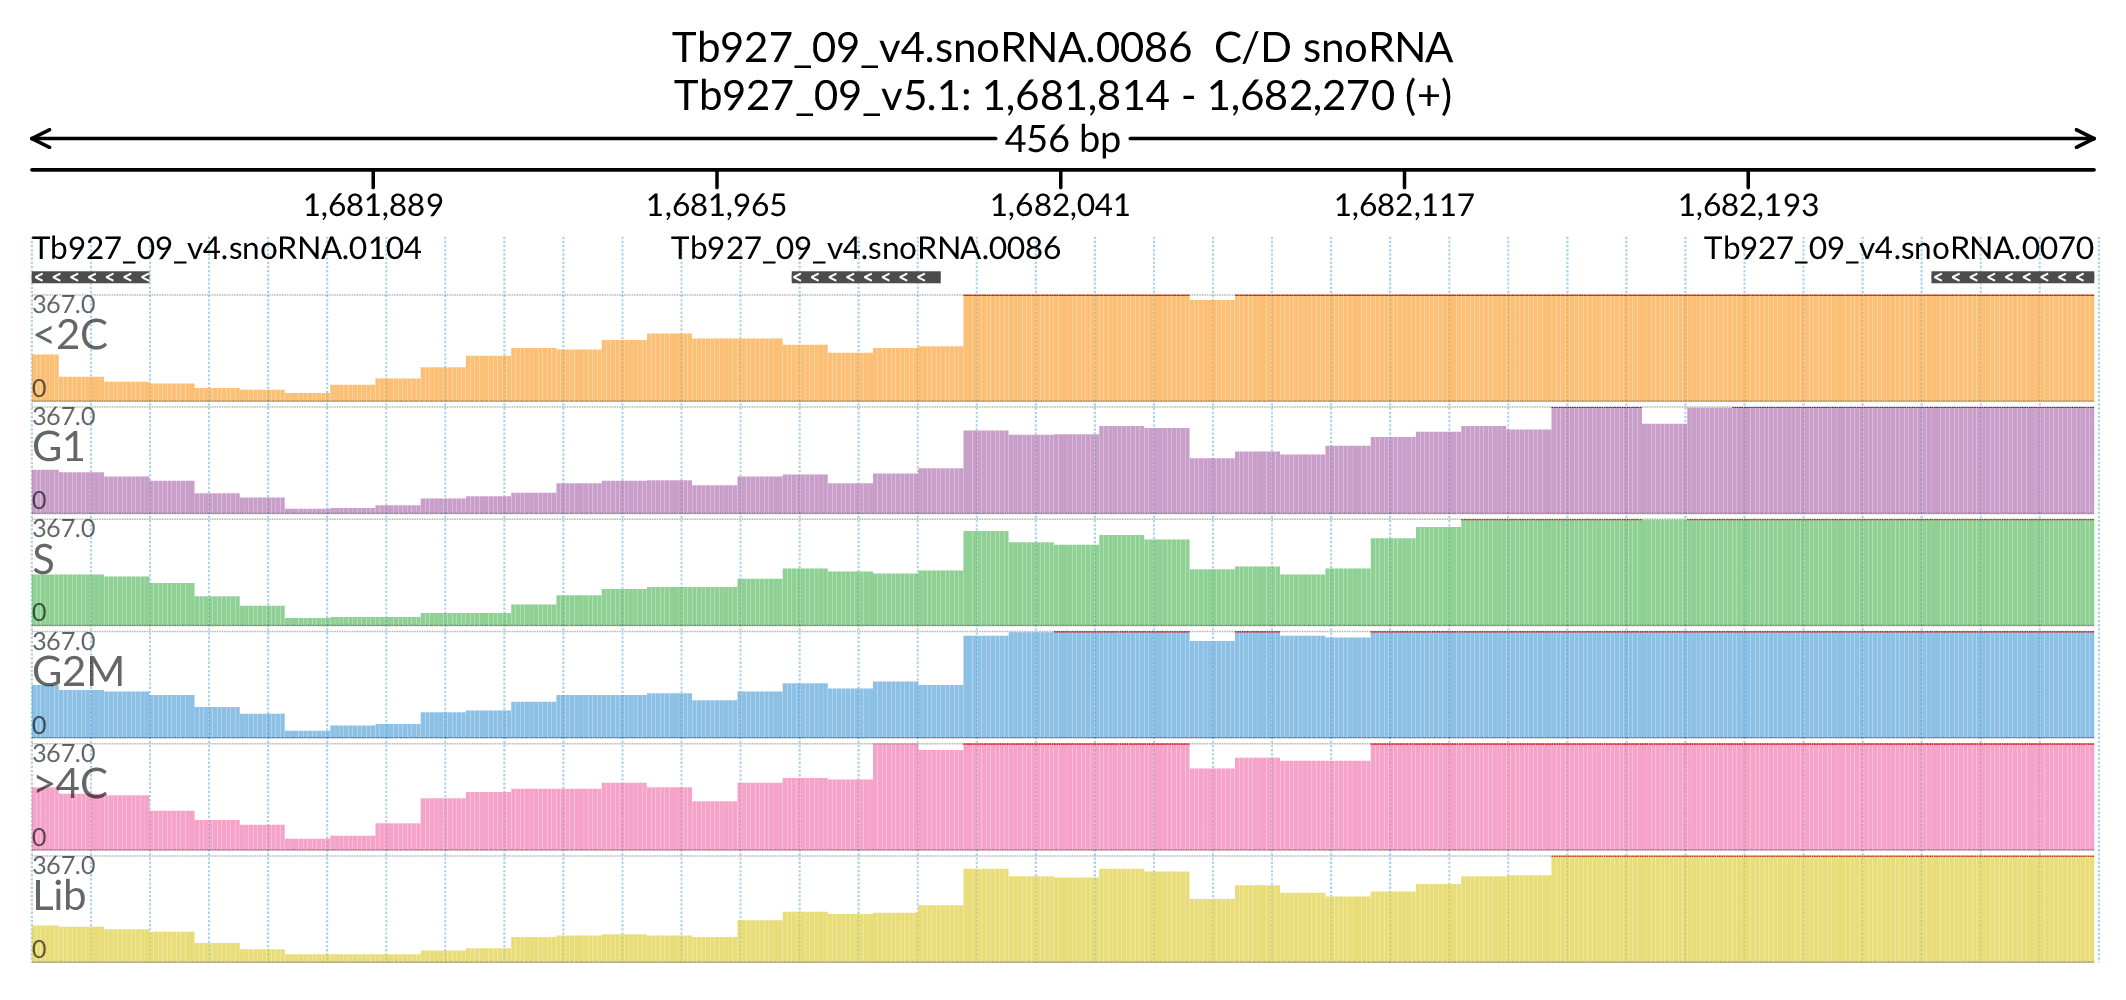 Tb927_09_v4.snoRNA.0086  C/D snoRNA
Tb927_09_v5.1: 1,681,814 - 1,682,270 (+)
456 bp
1,681,889 1,681,965 1,682,041 1,682,117 1,682,193
Tb927_09_v4.snoRNA.0104 Tb927_09_v4.snoRNA.0086 Tb927_09_v4.snoRNA.0070
367.0
<2C
0
367.0
G1
0
367.0
S
0
367.0
G2M
0
367.0
>4C
0
367.0
Lib
0